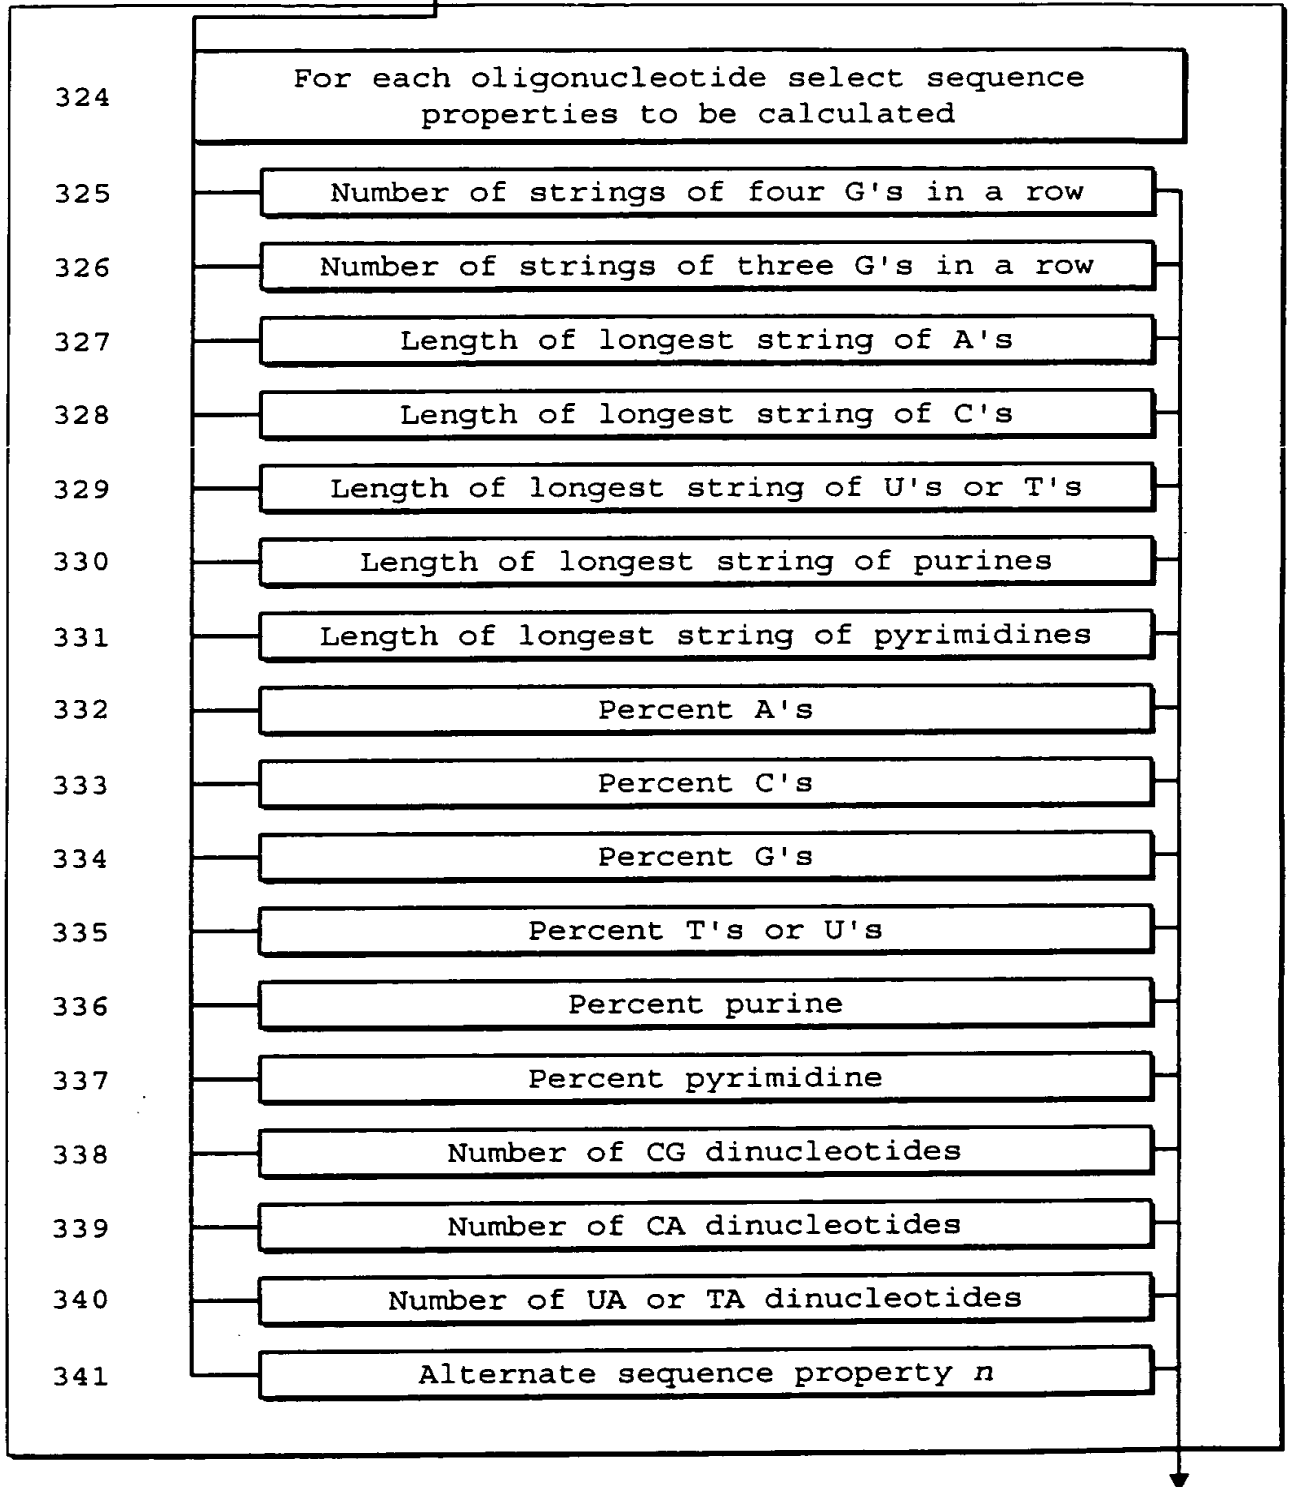 324
For each oligonucleotide select sequence
properties to be calculated
325 Number of strings of four G's in a row
326 Number of strings of three G's in a row
327 Length of longest string of A's
328 Length of longest string of C's
329 Length of longest string of U's or T's
330 Length of longest string of purines
331 Length of longest string of pyrimidines
332 Percent A's
333 Percent C's
334 Percent G's
335 Percent T's or U's
336 Percent purine
337 Percent pyrimidine
338 Number of CG dinucleotides
339 Number of CA dinucleotides
340 Number of UA or TA dinucleotides
341 Alternate sequence property n